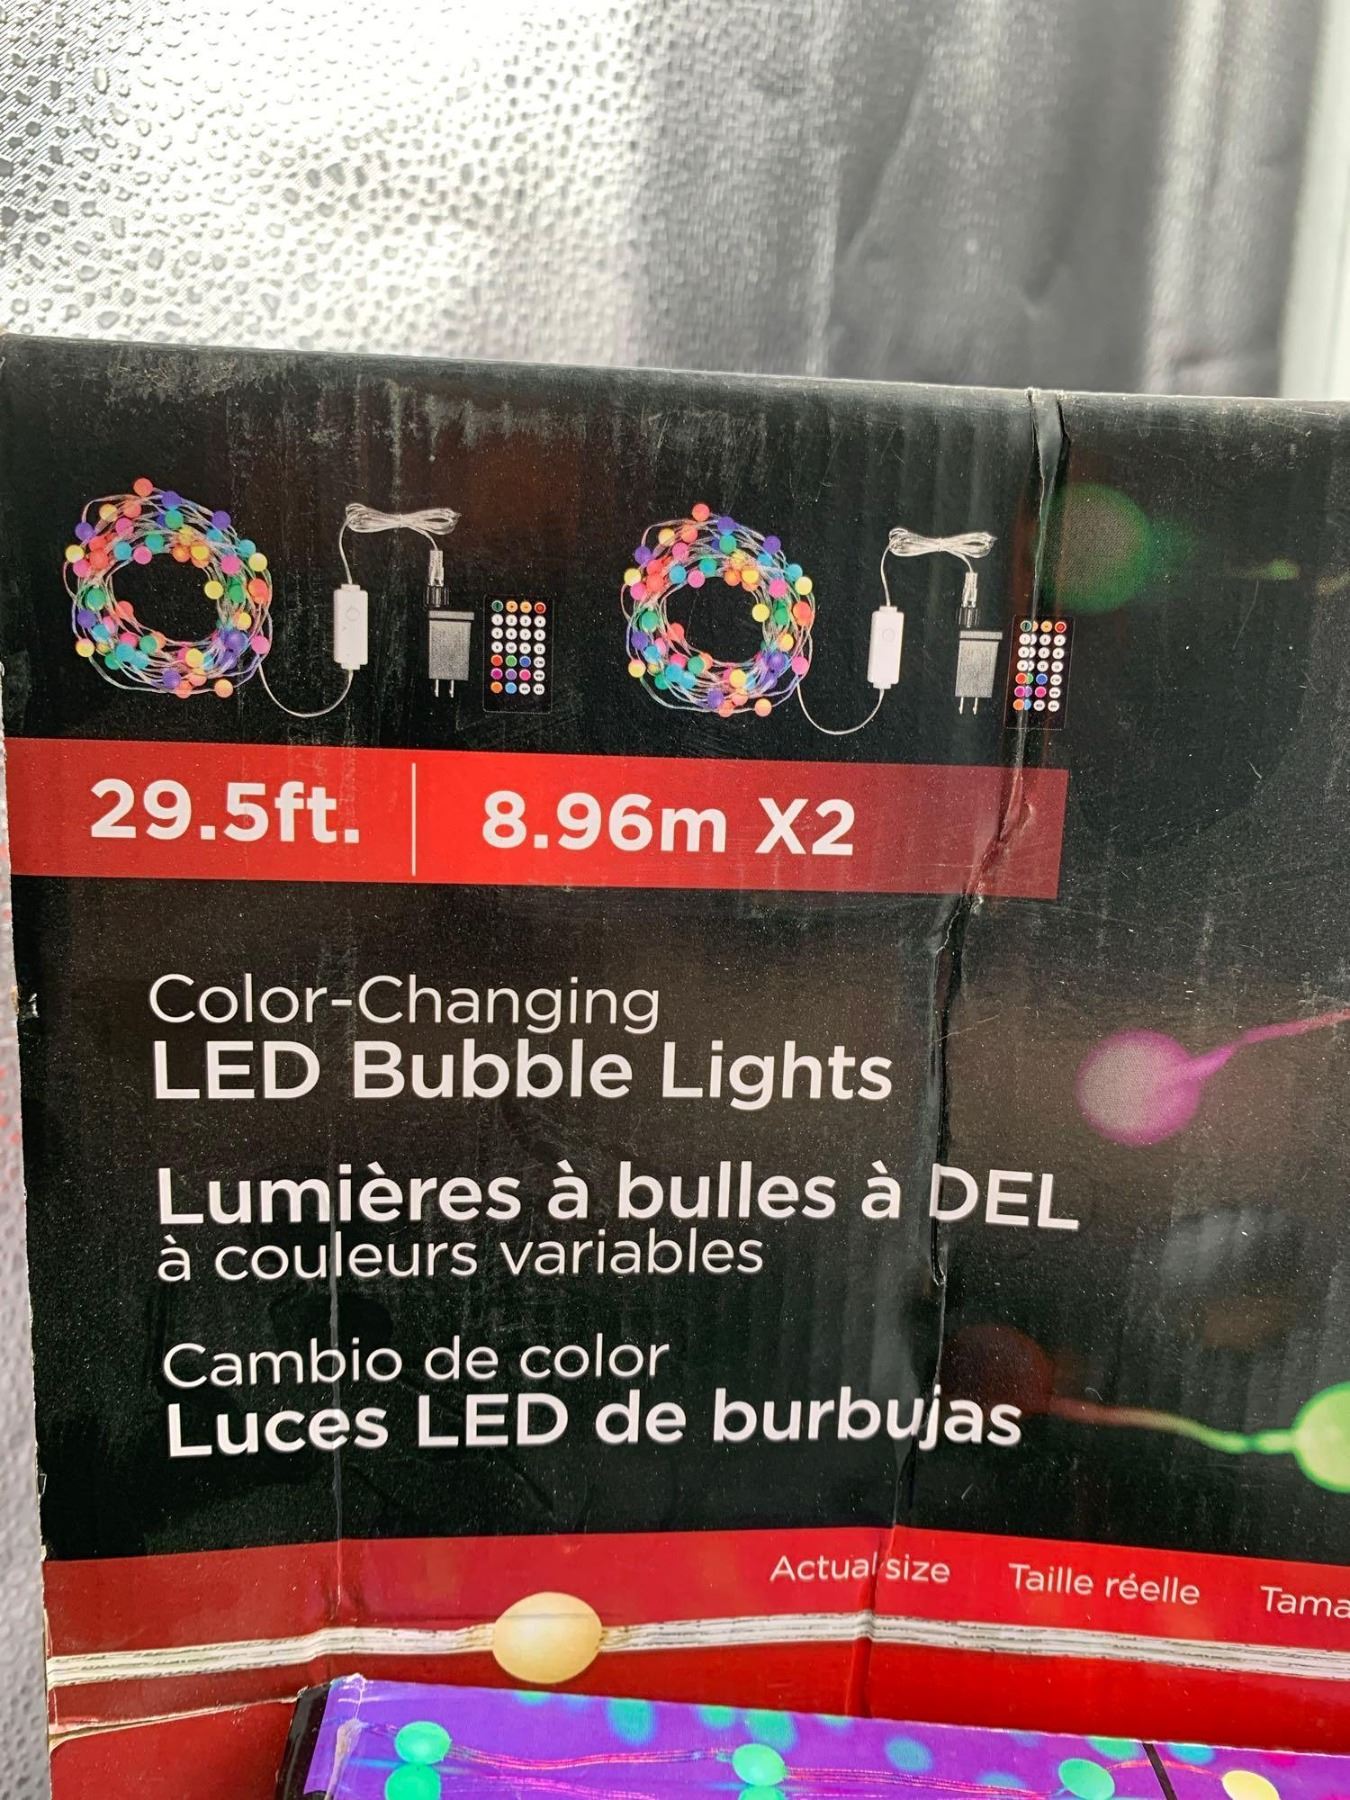 29.5ft. | 8.96m X2
Color-Changing
LED Bubble Lights
Lumières à bulles à DEL
à couleurs variables
Cambio de color
Luces LED de burbujas
Actual size Taille réelle